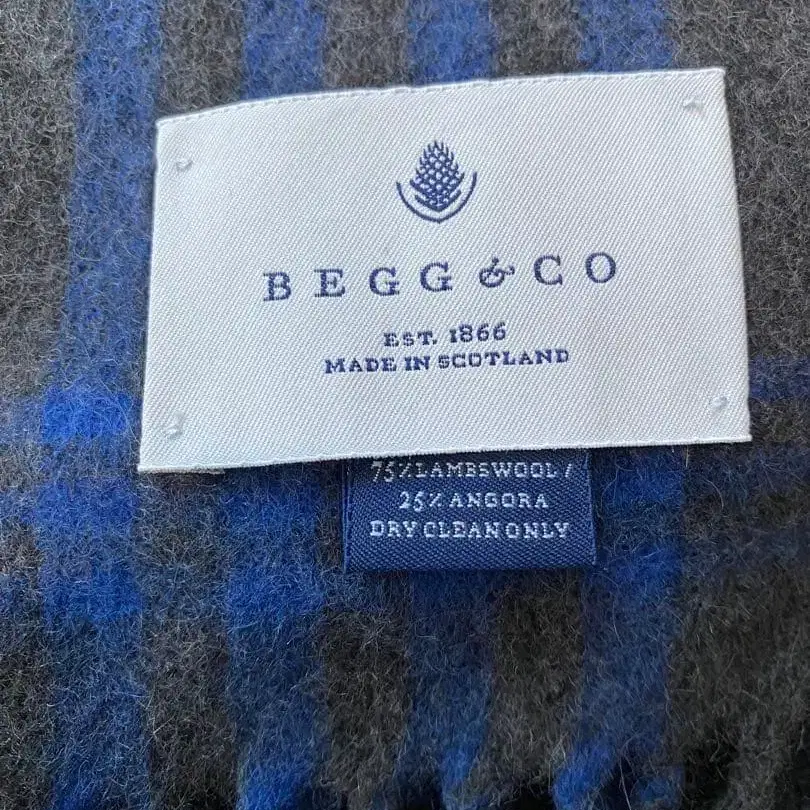 BEGG & CO
EST. 1866
MADE IN SCOTLAND
75% LAMBSWOOL /
25% ANGORA
DRY CLEAN ONLY